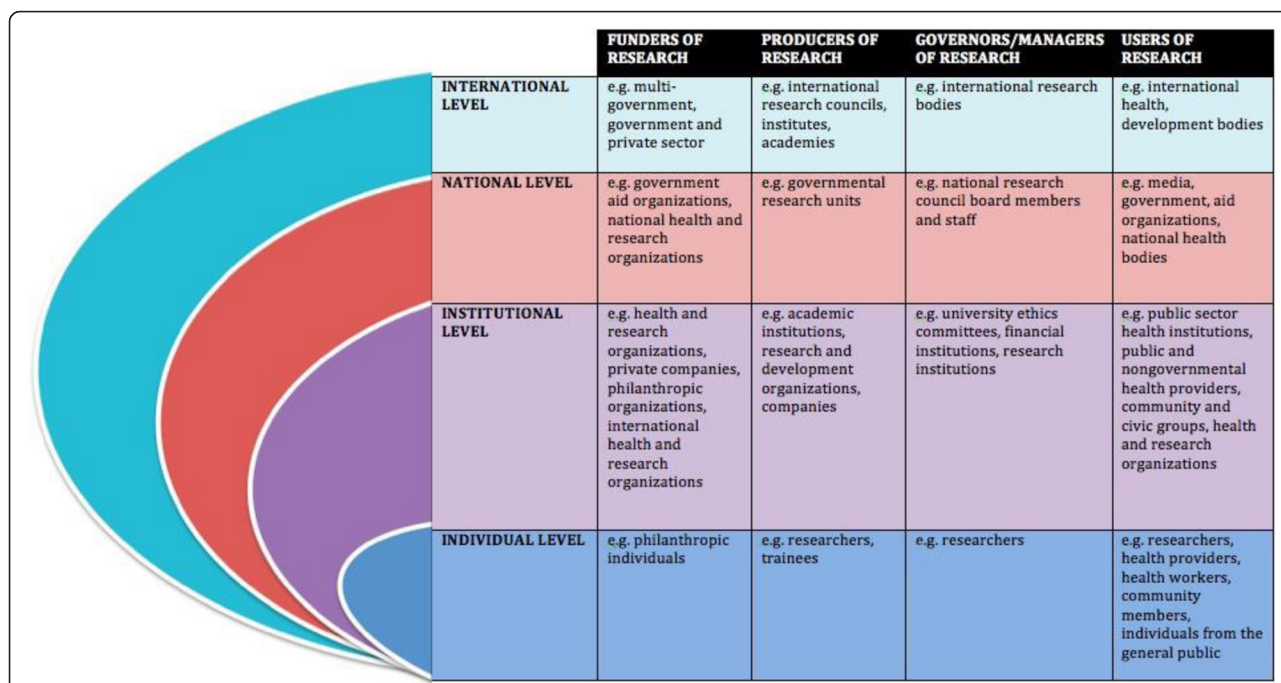 FUNDERS OF
RESEARCH
PRODUCERS OF
RESEARCH
GOVERNORS/MANAGERS
OF RESEARCH
USERS OF
RESEARCH
INTERNATIONAL
LEVEL
e.g. multi-
government,
government and
private sector
e.g. international
research councils,
institutes,
academies
e.g. international research
bodies
e.g. international
health,
development bodies
NATIONAL LEVEL
e.g. government
aid organizations,
national health and
research
organizations
e.g. governmental
research units
e.g. national research
council board members
and staff
e.g. media,
government, aid
organizations,
national health
bodies
INSTITUTIONAL
LEVEL
e.g. health and
research
organizations,
private companies,
philanthropic
organizations,
international
health and
research
organizations
e.g. academic
institutions,
research and
development
organizations,
companies
e.g. university ethics
committees, financial
institutions, research
institutions
e.g. public sector
health institutions,
public and
nongovernmental
health providers,
community and
civic groups, health
and research
organizations
INDIVIDUAL LEVEL
e.g. philanthropic
individuals
e.g. researchers,
trainees
e.g. researchers
e.g. researchers,
health providers,
health workers,
community
members,
individuals from the
general public